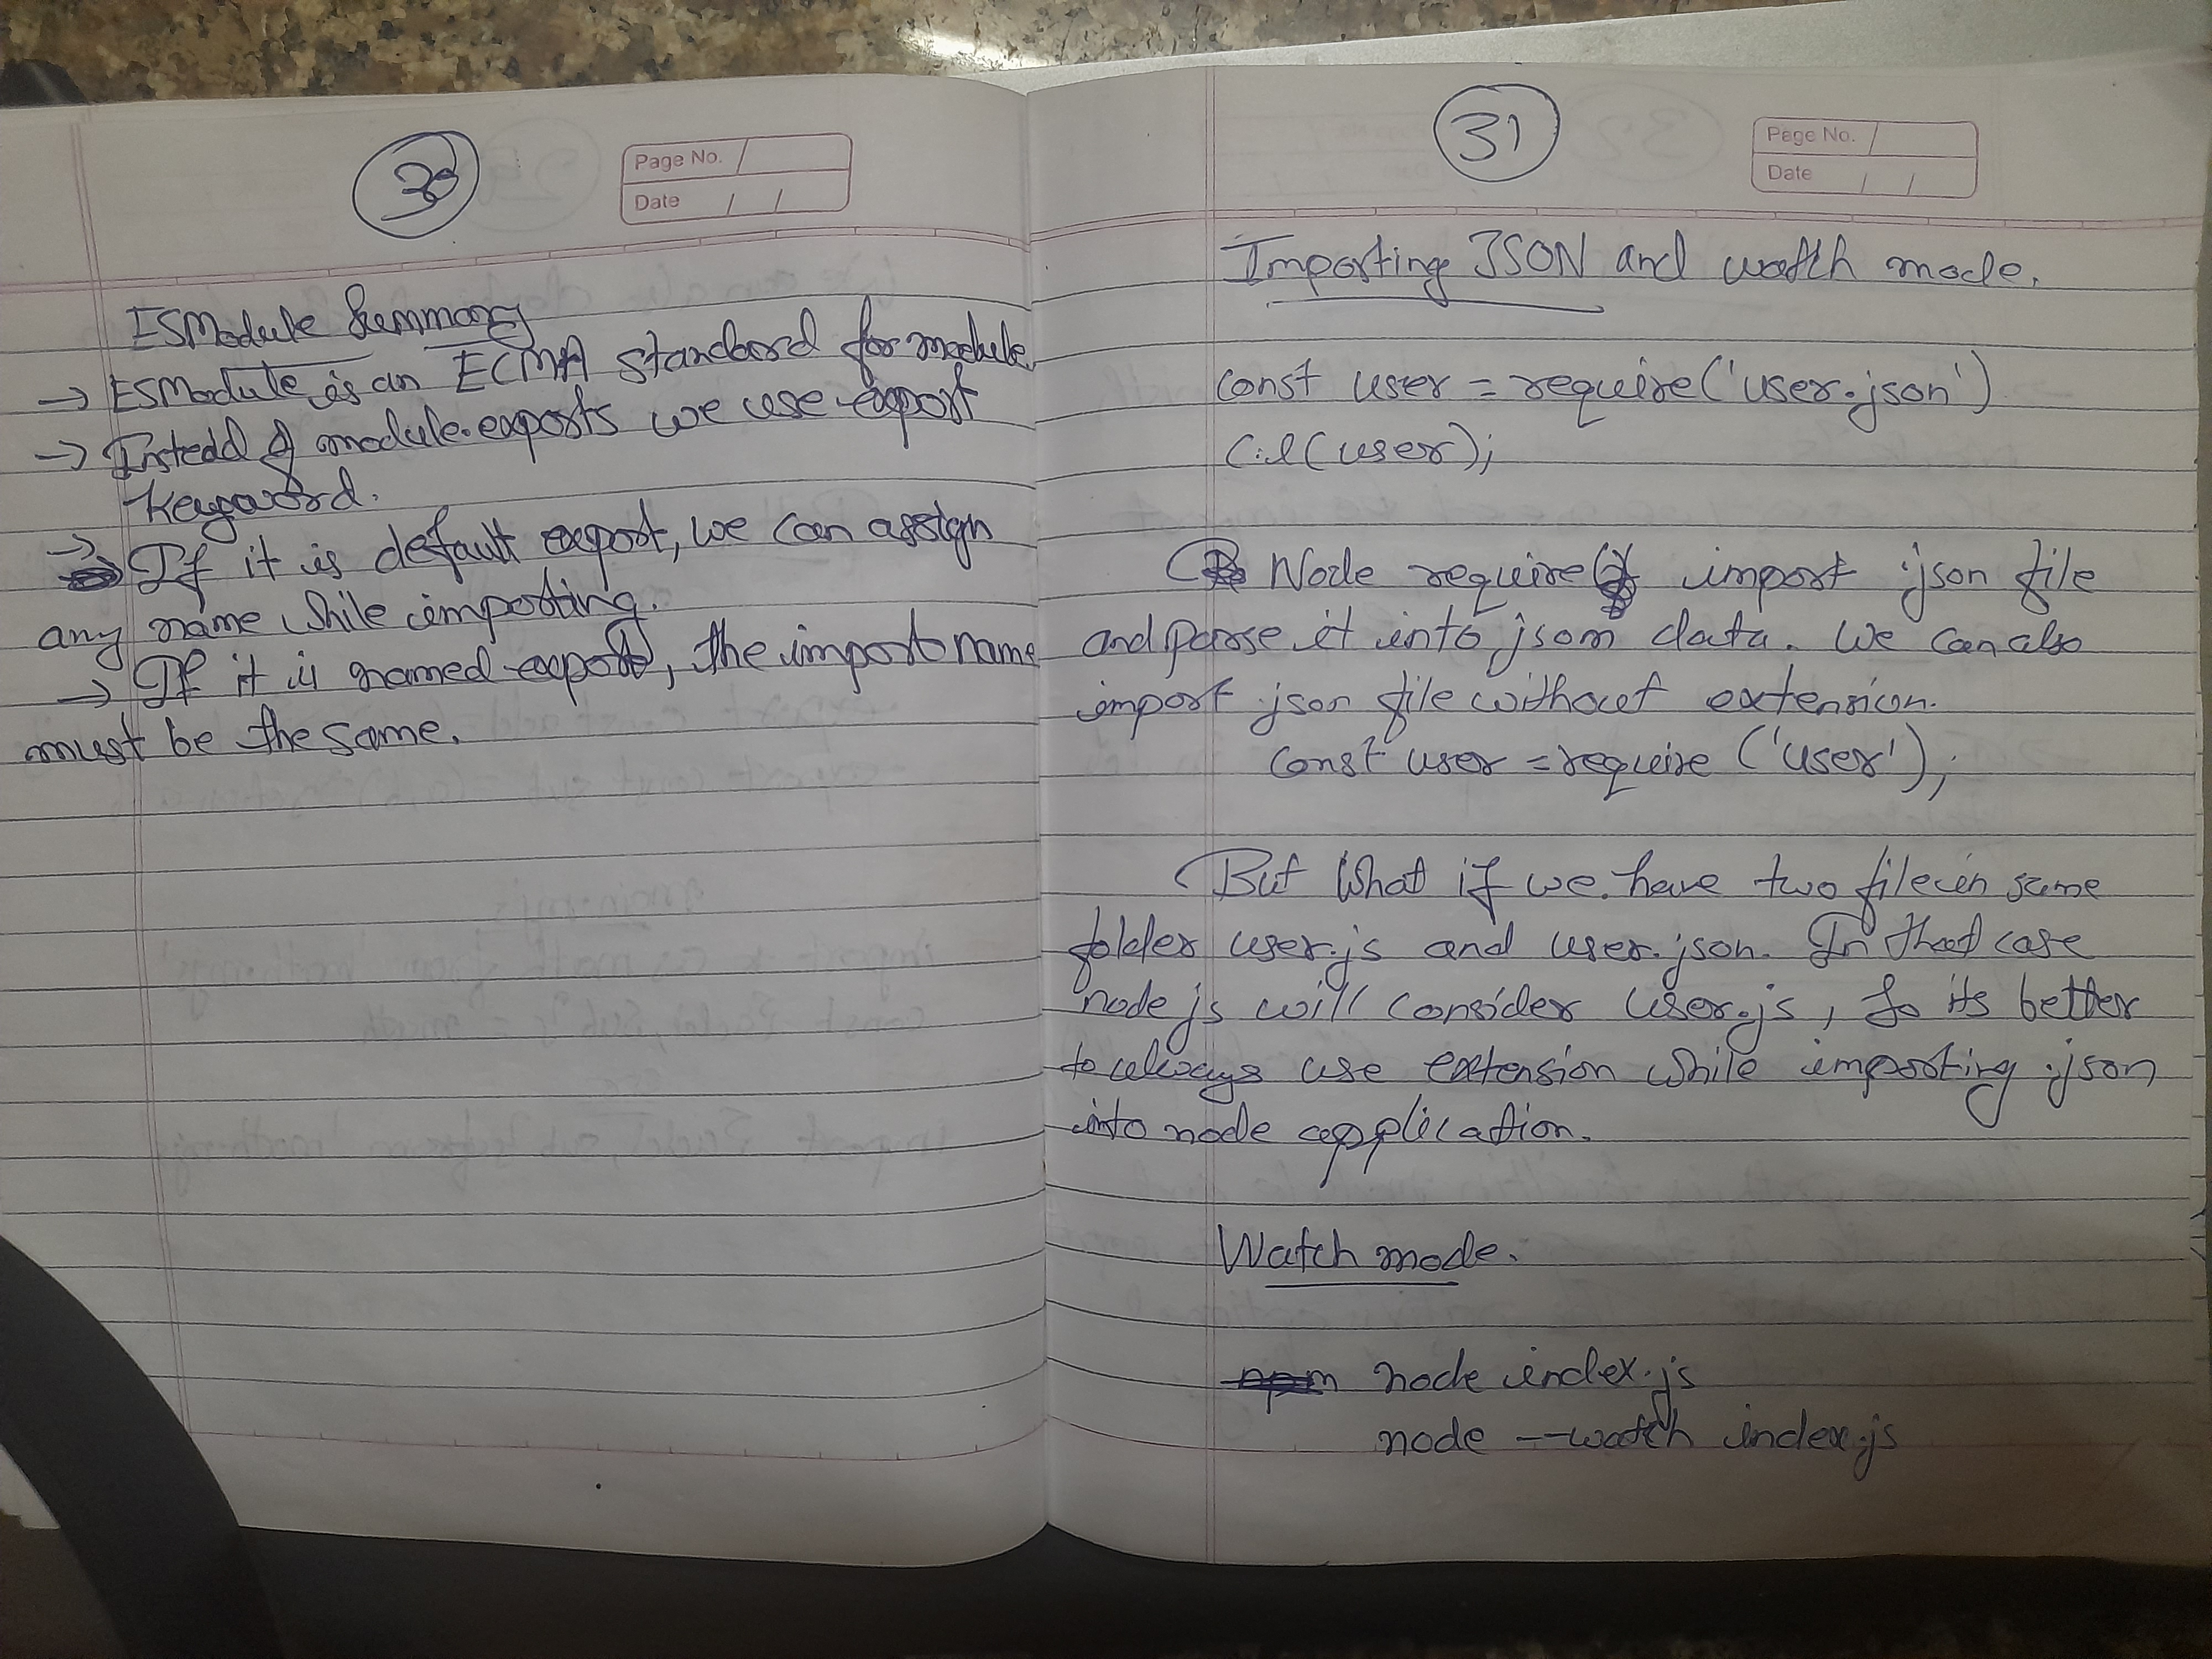 30
Page No.
Date / /
ESModule Summary
→ ESModule is an ECMA standard for module.
→ Instead of module.exports we use export
keyword.
→ If it is default export, we can assign
any name while importing.
→ If it is named export, the import name
must be the same.
31
Page No.
Date / /
Importing JSON and watch mode.
const user = require('user.json')
C.l(user);
Node require import .json file
and parse it into json data. We can also
import json file without extension.
const user = require ('user');
But What if we have two file in same
folder user.js and user.json. In that case
node js will consider user.js, So its better
to always use extension while importing .json
into node application.
Watch mode.
npm node index.js
node --watch index.js